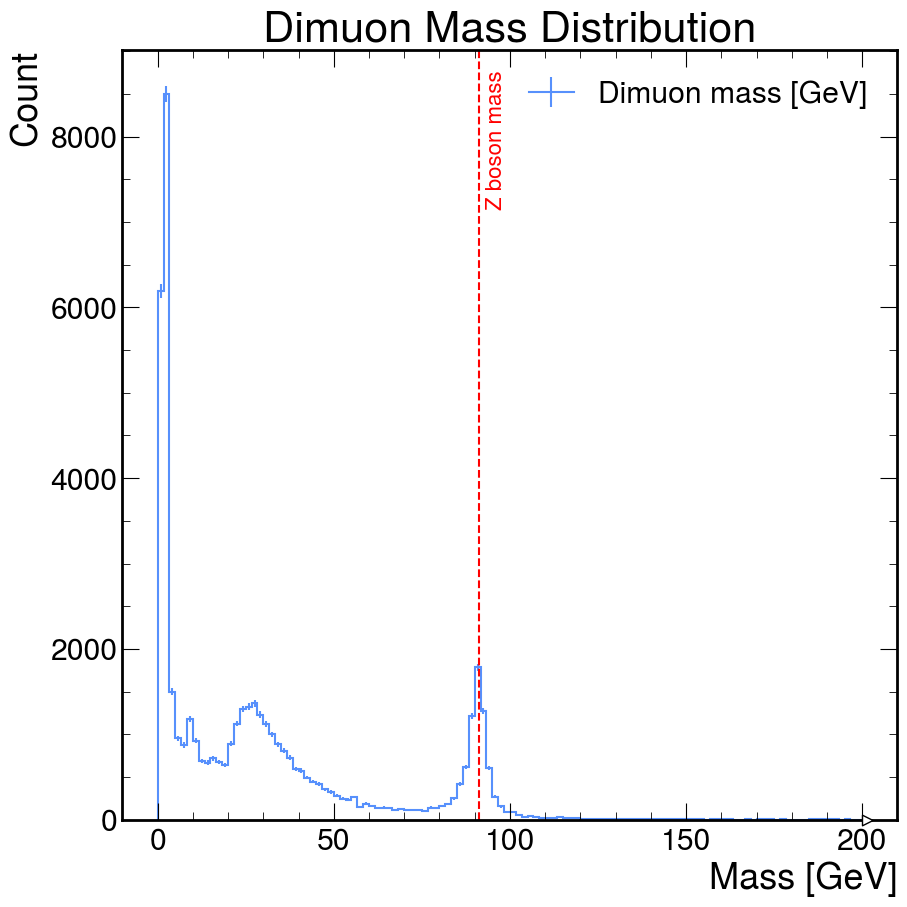 Dimuon Mass Distribution
Count
Dimuon mass [GeV]
Z boson mass
8000
6000
4000
2000
0
0 50 100 150 200
Mass [GeV]